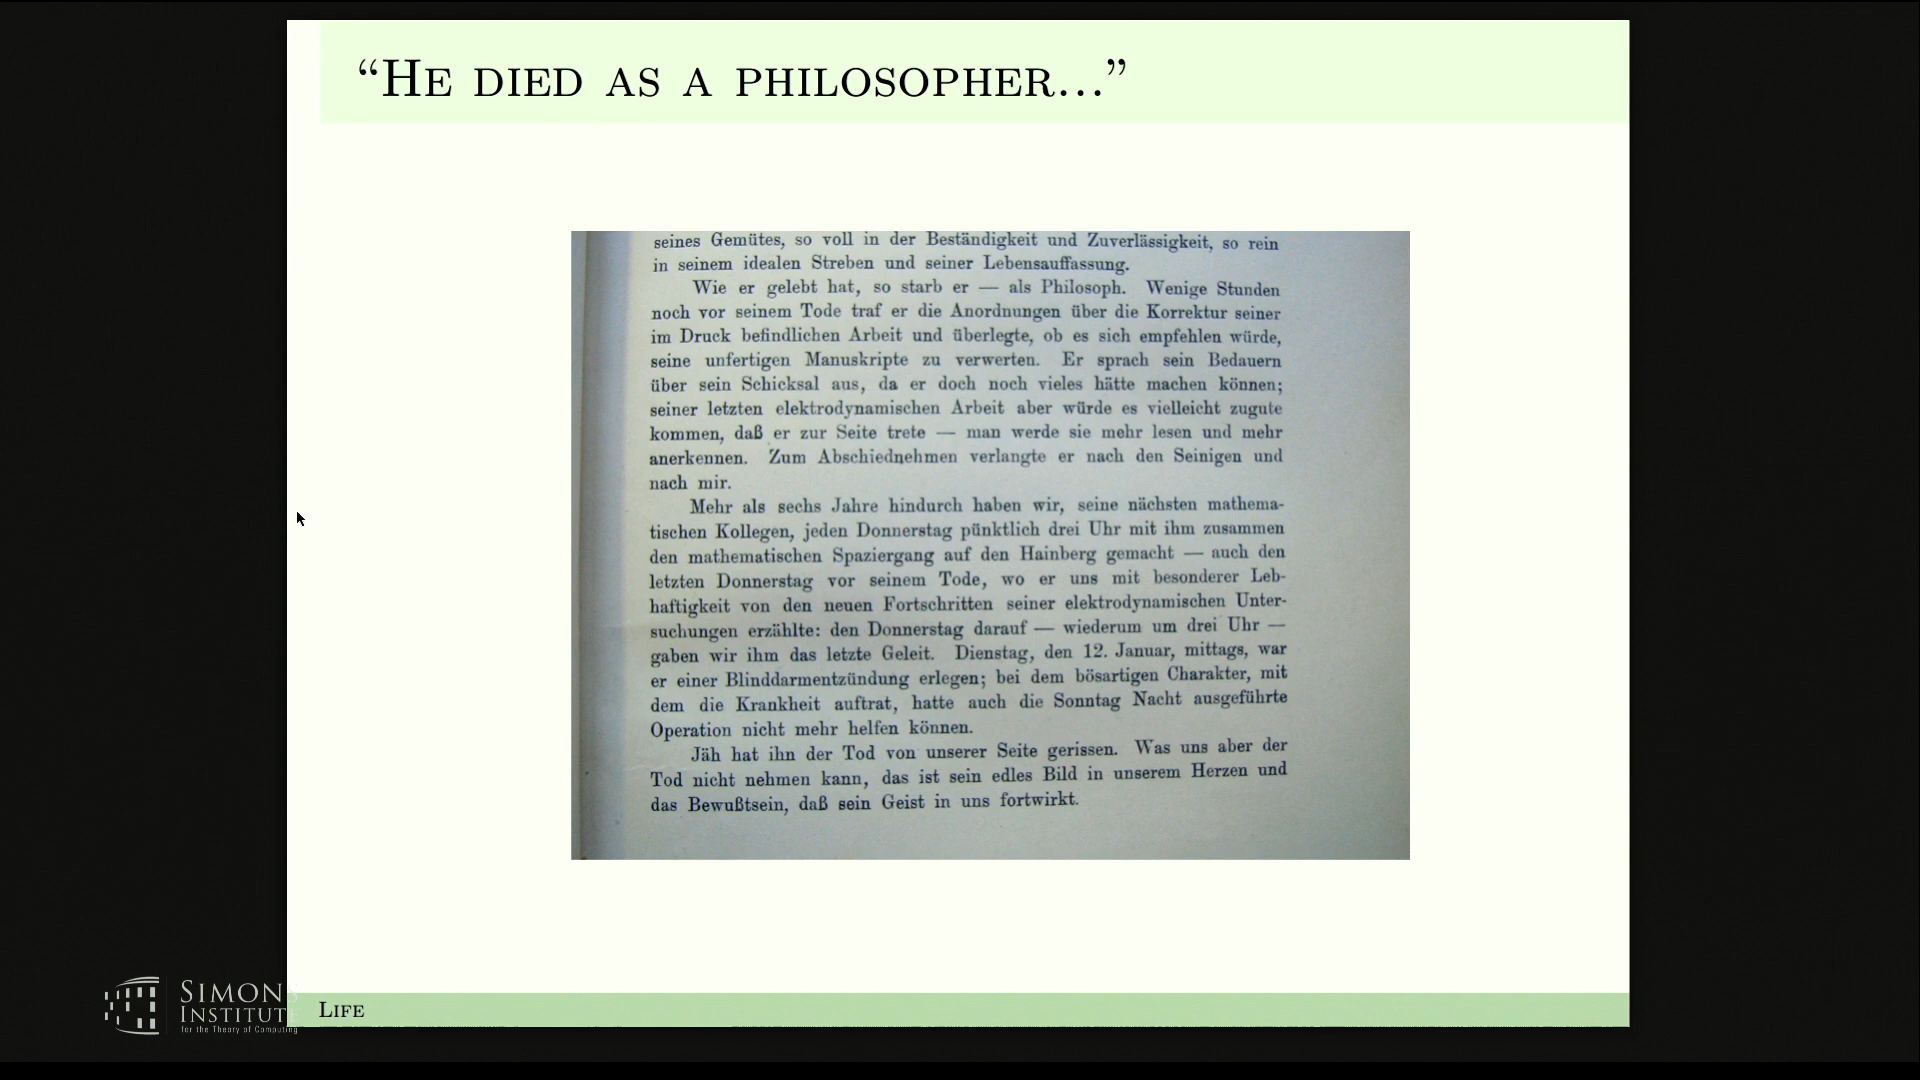 “He died as a philosopher...”
seines Gemütes, so voll in der Beständigkeit und Zuverlässigkeit, so rein
in seinem idealen Streben und seiner Lebensauffassung.
Wie er gelebt hat, so starb er — als Philosoph. Wenige Stunden
noch vor seinem Tode traf er die Anordnungen über die Korrektur seiner
im Druck befindlichen Arbeit und überlegte, ob es sich empfehlen würde,
seine unfertigen Manuskripte zu verwerten. Er sprach sein Bedauern
über sein Schicksal aus, da er doch noch vieles hätte machen können;
seiner letzten elektrodynamischen Arbeit aber würde es vielleicht zugute
kommen, daß er zur Seite trete — man werde sie mehr lesen und mehr
anerkennen. Zum Abschiednehmen verlangte er nach den Seinigen und
nach mir.
Mehr als sechs Jahre hindurch haben wir, seine nächsten mathema-
tischen Kollegen, jeden Donnerstag pünktlich drei Uhr mit ihm zusammen
den mathematischen Spaziergang auf den Hainberg gemacht — auch den
letzten Donnerstag vor seinem Tode, wo er uns mit besonderer Leb-
haftigkeit von den neuen Fortschritten seiner elektrodynamischen Unter-
suchungen erzählte: den Donnerstag darauf — wiederum um drei Uhr —
gaben wir ihm das letzte Geleit. Dienstag, den 12. Januar, mittags, war
er einer Blinddarmentzündung erlegen; bei dem bösartigen Charakter, mit
dem die Krankheit auftrat, hatte auch die Sonntag Nacht ausgeführte
Operation nicht mehr helfen können.
Jäh hat ihn der Tod von unserer Seite gerissen. Was uns aber der
Tod nicht nehmen kann, das ist sein edles Bild in unserem Herzen und
das Bewußtsein, daß sein Geist in uns fortwirkt.
Simons
Institute
for the Theory of Computing
Life